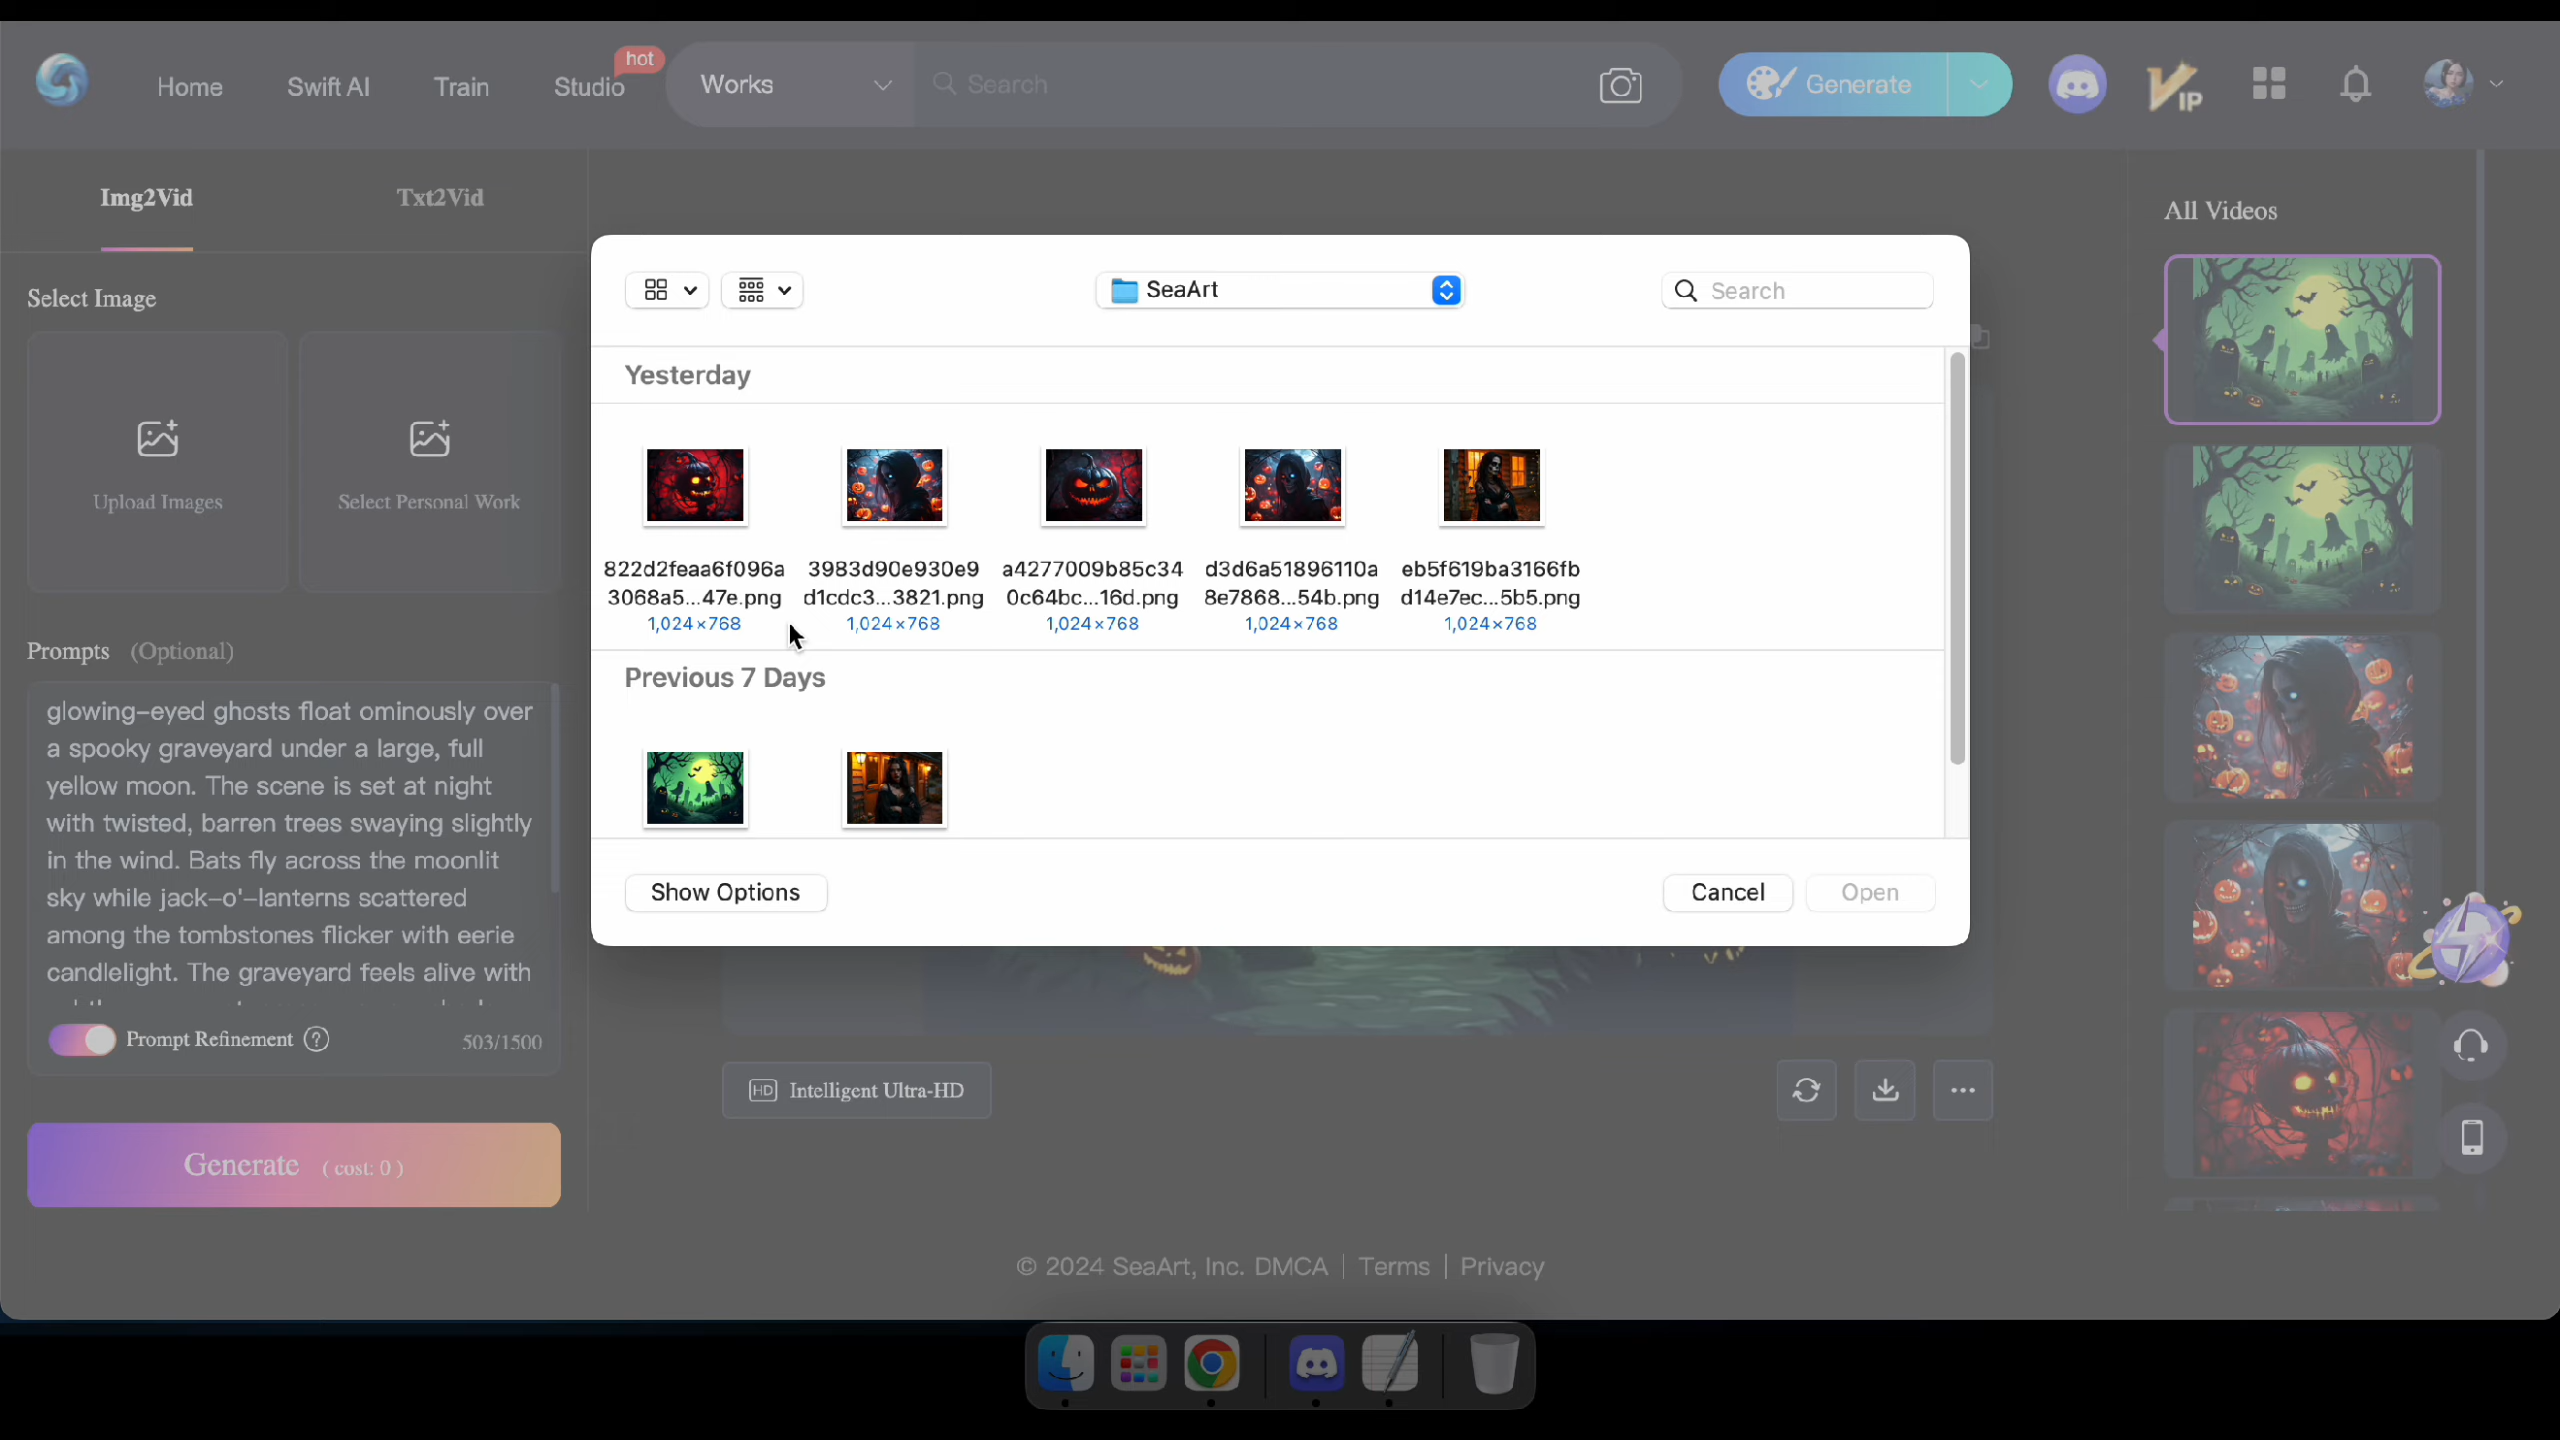 Home
Swift AI
Train
Studio
hot
Works
Search
Generate
VIP
Img2Vid
Txt2Vid
Select Image
Upload Images
Select Personal Work
Prompts (Optional)
glowing-eyed ghosts float ominously over
a spooky graveyard under a large, full
yellow moon. The scene is set at night
with twisted, barren trees swaying slightly
in the wind. Bats fly across the moonlit
sky while jack-o'-lanterns scattered
among the tombstones flicker with eerie
candlelight. The graveyard feels alive with
Prompt Refinement ?
503/1500
Generate ( cost: 0 )
SeaArt
Search
Yesterday
822d2feaa6f096a
3068a5...47e.png
1,024×768
3983d90e930e9
d1cdc3...3821.png
1,024×768
a4277009b85c34
0c64bc...16d.png
1,024×768
d3d6a51896110a
8e7868...54b.png
1,024×768
eb5f619ba3166fb
d14e7ec...5b5.png
1,024×768
Previous 7 Days
Show Options
Cancel
Open
HD Intelligent Ultra-HD
All Videos
© 2024 SeaArt, Inc. DMCA | Terms | Privacy